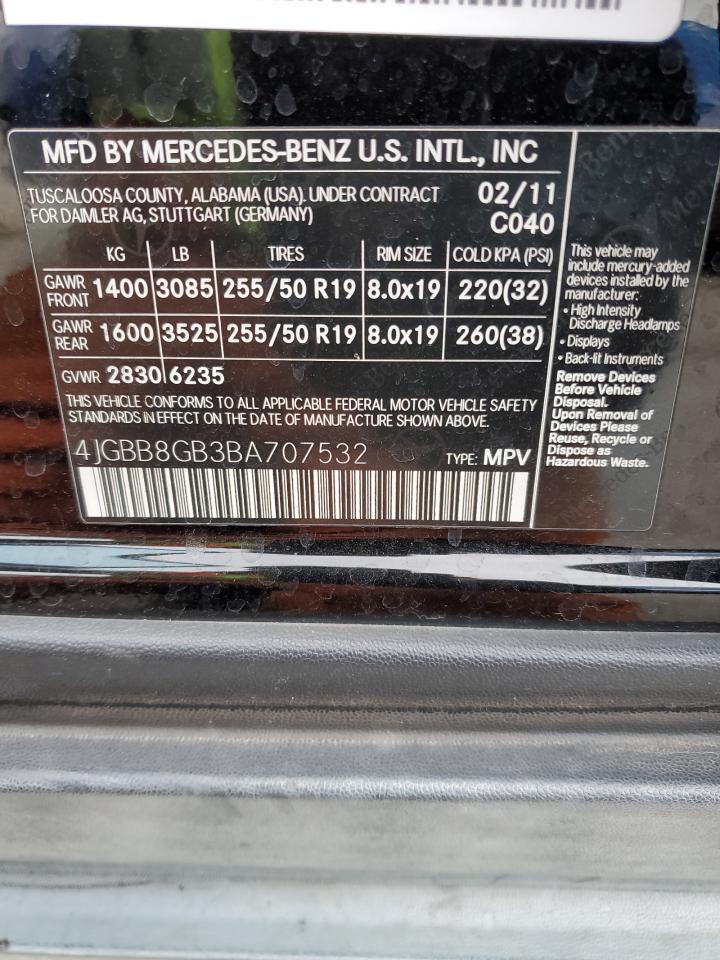 MFD BY MERCEDES-BENZ U.S. INTL., INC
TUSCALOOSA COUNTY, ALABAMA (USA). UNDER CONTRACT 02/11
FOR DAIMLER AG, STUTTGART (GERMANY) C040
KG LB TIRES RIM SIZE COLD KPA (PSI)
GAWR FRONT 1400 3085 255/50 R19 8.0x19 220(32)
GAWR REAR 1600 3525 255/50 R19 8.0x19 260(38)
GVWR 2830 6235
THIS VEHICLE CONFORMS TO ALL APPLICABLE FEDERAL MOTOR VEHICLE SAFETY
STANDARDS IN EFFECT ON THE DATE OF MANUFACTURE SHOWN ABOVE.
4JGBB8GB3BA707532 TYPE: MPV
This vehicle may
include mercury-added
devices installed by the
manufacturer:
• High Intensity
Discharge Headlamps
• Displays
• Back-lit Instruments
Remove Devices
Before Vehicle
Disposal.
Upon Removal of
Devices Please
Reuse, Recycle or
Dispose as
Hazardous Waste.